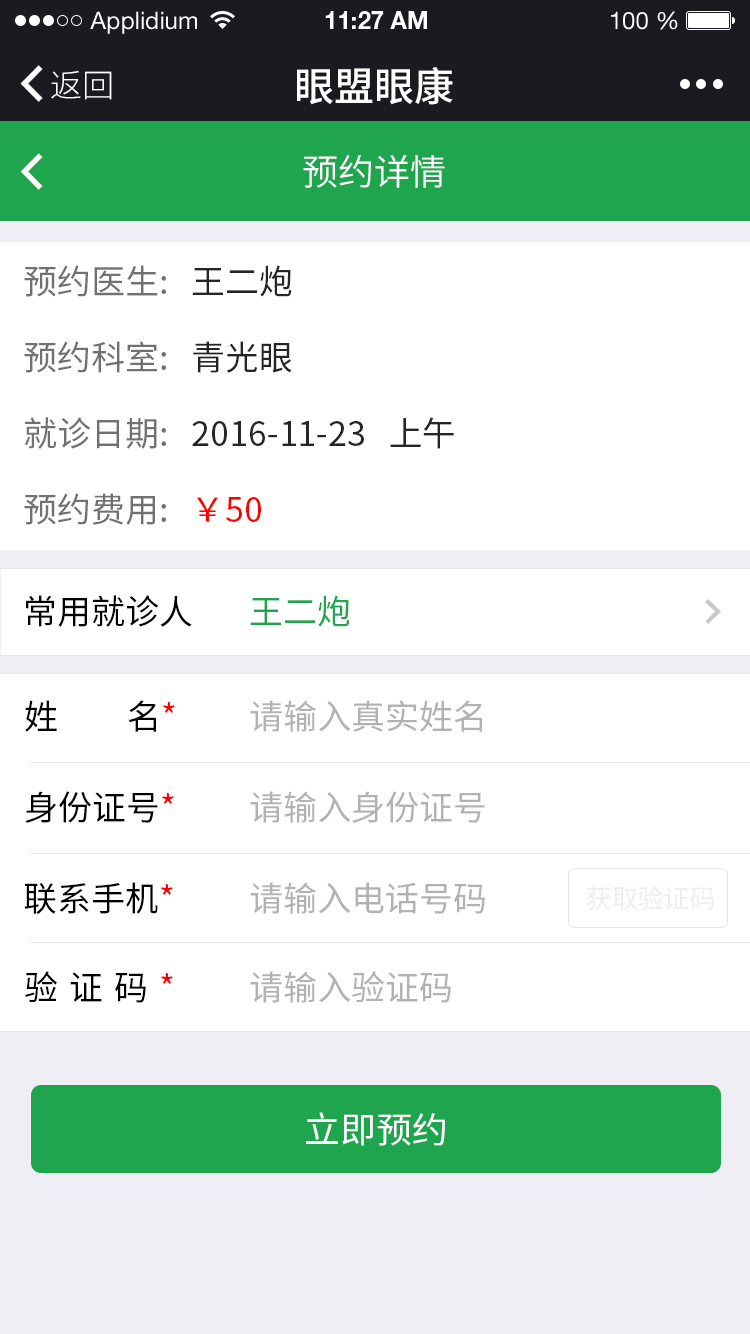 Applidium 11:27 AM 100 %
返回 眼盟眼康
预约详情
预约医生: 王二炮
预约科室: 青光眼
就诊日期: 2016-11-23 上午
预约费用: ￥50
常用就诊人 王二炮
姓 名* 请输入真实姓名
身份证号* 请输入身份证号
联系手机* 请输入电话号码 获取验证码
验 证 码 * 请输入验证码
立即预约